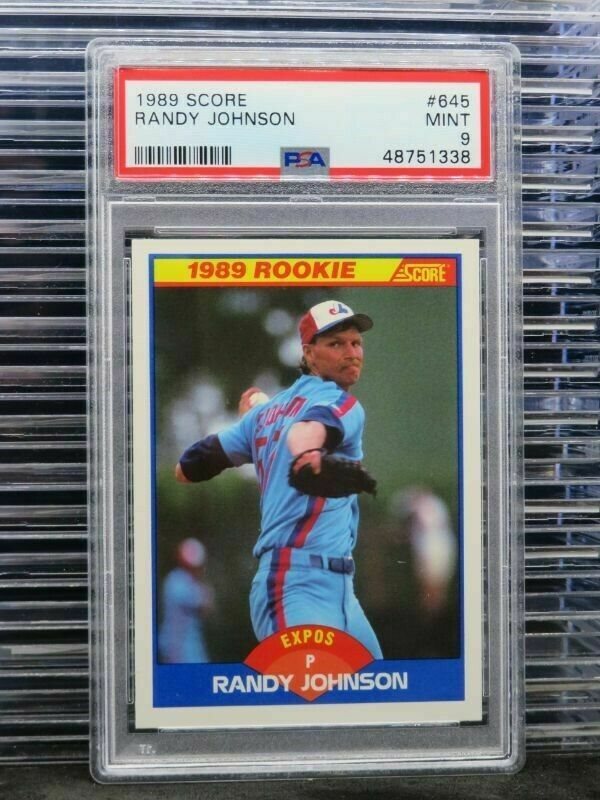 1989 SCORE #645
RANDY JOHNSON MINT
9
PSA 48751338
1989 ROOKIE SCORE
EXPOS
P
RANDY JOHNSON